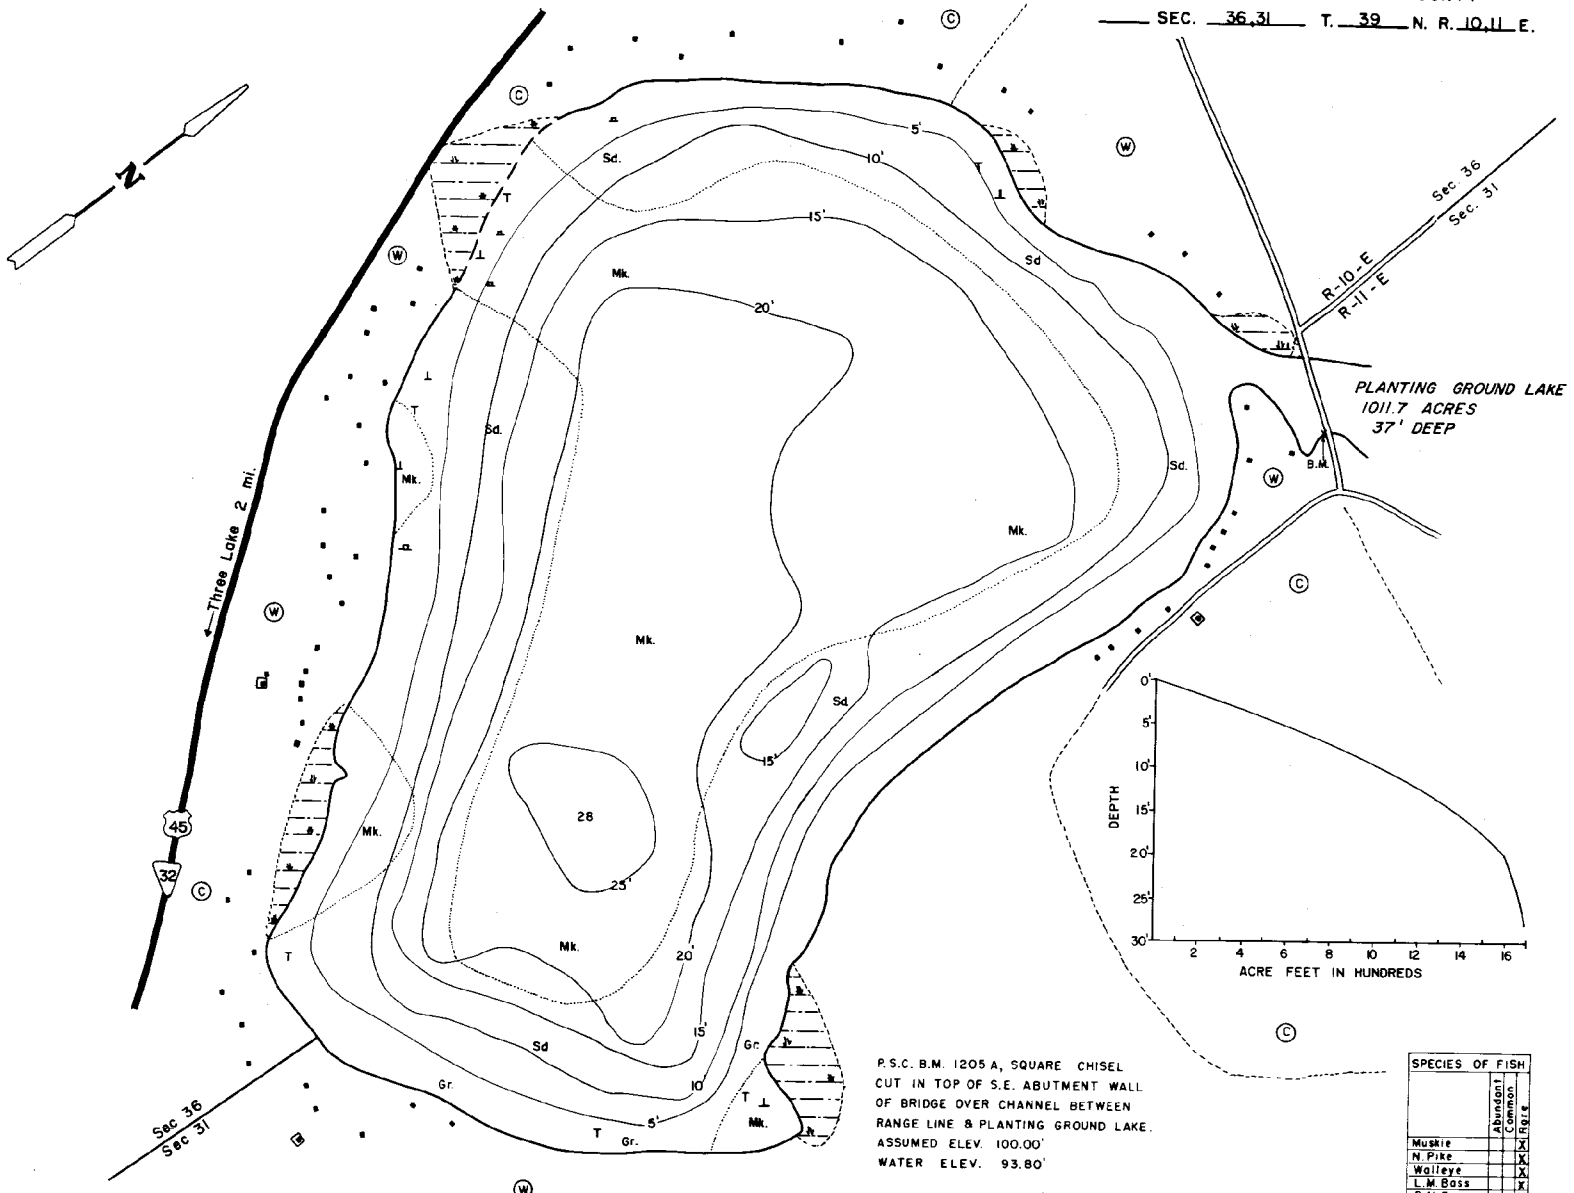 SEC. 36,31 T. 39 N. R. 10,11 E.
N
C
C
W
W
W
W
C
C
C
W
5'
10'
15'
20'
Sd.
Sd
Sd.
Sd.
Sd.
Sd
Mk.
Mk.
Mk.
Mk.
Mk.
Mk.
Mk.
T
T
T
T
T
T
Sec. 36
Sec. 31
R-10-E
R-11-E
PLANTING GROUND LAKE
1011.7 ACRES
37' DEEP
B.M.
Three Lake 2 mi.
45
32
15'
28
25'
20'
15'
10'
5'
Gr.
Gr.
Gr.
Sec 36
Sec 31
0'
5'
10'
15'
20'
25'
30'
DEPTH
2 4 6 8 10 12 14 16
ACRE FEET IN HUNDREDS
P.S.C. B.M. 1205 A, SQUARE CHISEL
CUT IN TOP OF S.E. ABUTMENT WALL
OF BRIDGE OVER CHANNEL BETWEEN
RANGE LINE & PLANTING GROUND LAKE.
ASSUMED ELEV. 100.00'
WATER ELEV. 93.80'
SPECIES OF FISH
Abundant
Common
Rare
Muskie X
N. Pike X
Walleye X
L.M. Bass X